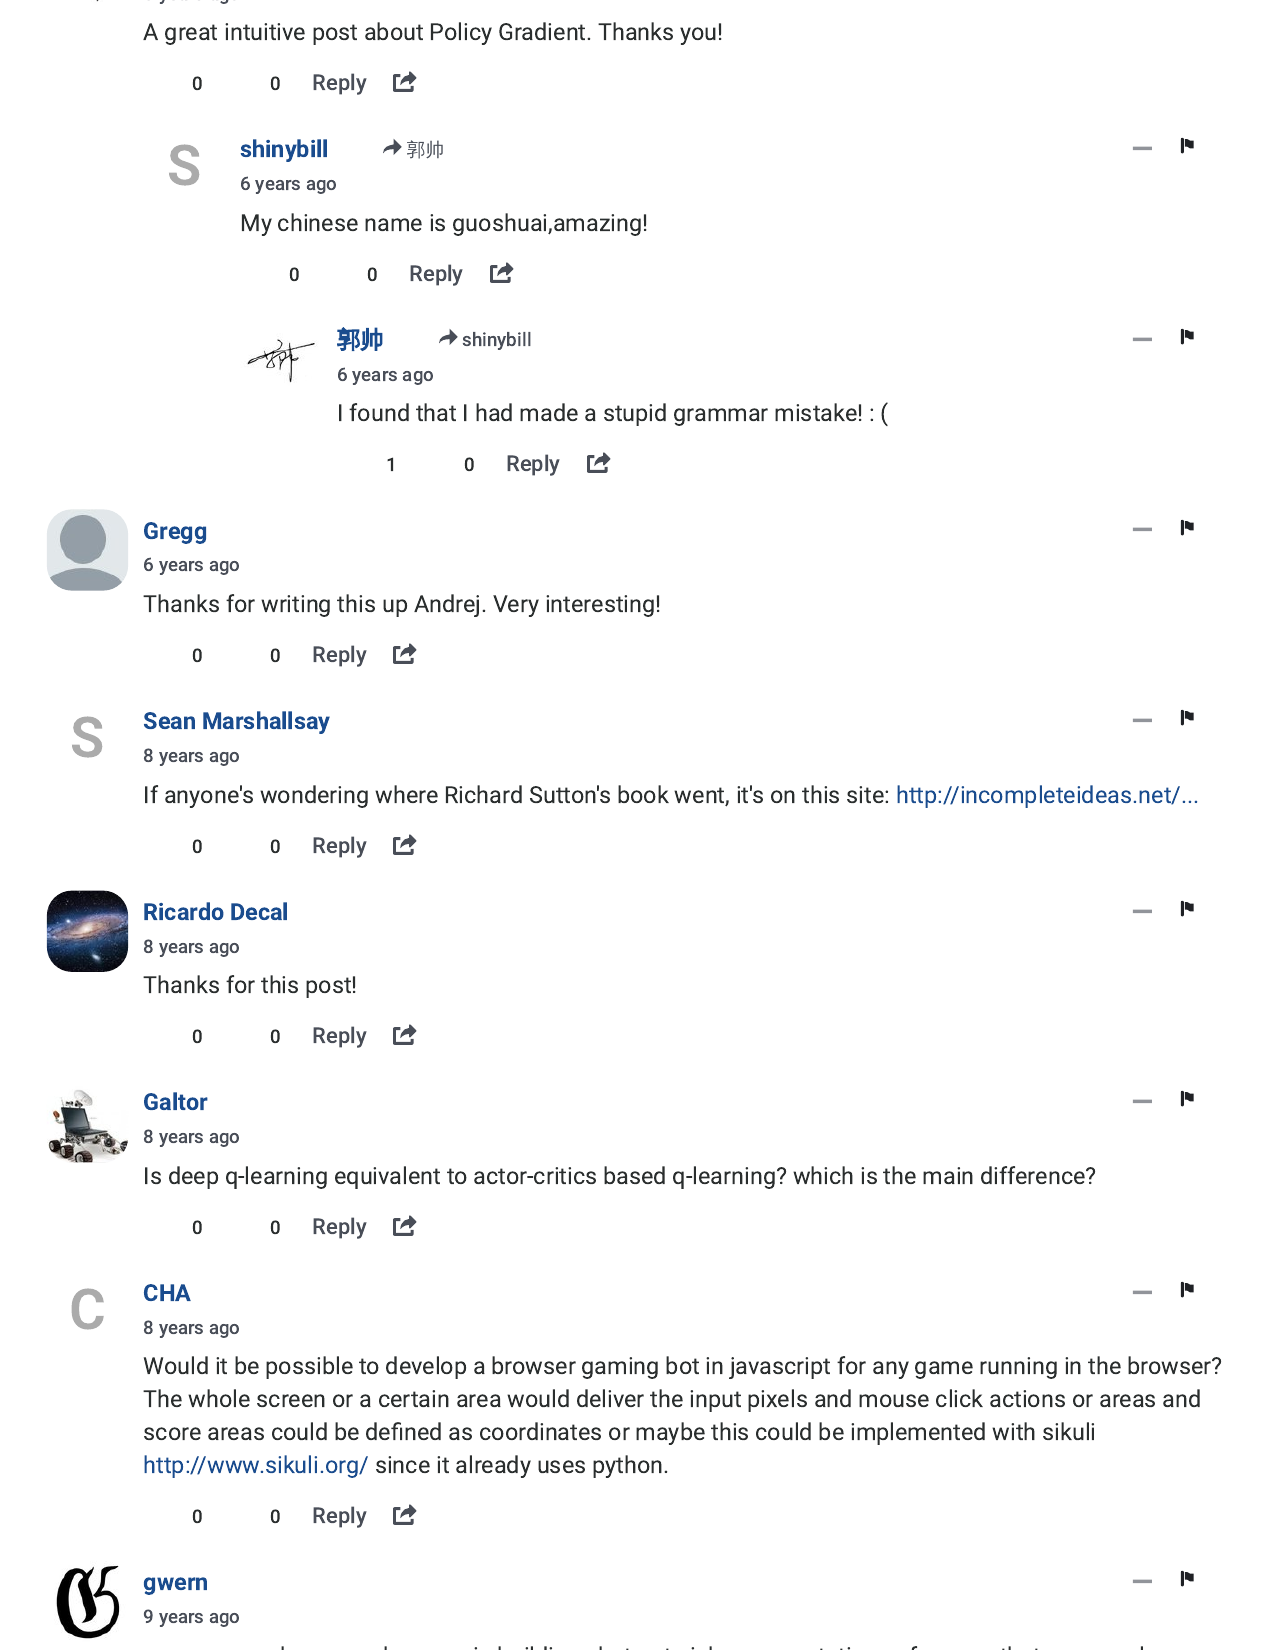 A great intuitive post about Policy Gradient. Thanks you!
0 0 Reply
S shinybill 郭帅
6 years ago
My chinese name is guoshuai,amazing!
0 0 Reply
郭帅 shinybill
6 years ago
I found that I had made a stupid grammar mistake! : (
1 0 Reply
Gregg
6 years ago
Thanks for writing this up Andrej. Very interesting!
0 0 Reply
S Sean Marshallsay
8 years ago
If anyone's wondering where Richard Sutton's book went, it's on this site: http://incompleteideas.net/...
0 0 Reply
Ricardo Decal
8 years ago
Thanks for this post!
0 0 Reply
Galtor
8 years ago
Is deep q-learning equivalent to actor-critics based q-learning? which is the main difference?
0 0 Reply
C CHA
8 years ago
Would it be possible to develop a browser gaming bot in javascript for any game running in the browser?
The whole screen or a certain area would deliver the input pixels and mouse click actions or areas and
score areas could be defined as coordinates or maybe this could be implemented with sikuli
http://www.sikuli.org/ since it already uses python.
0 0 Reply
G gwern
9 years ago